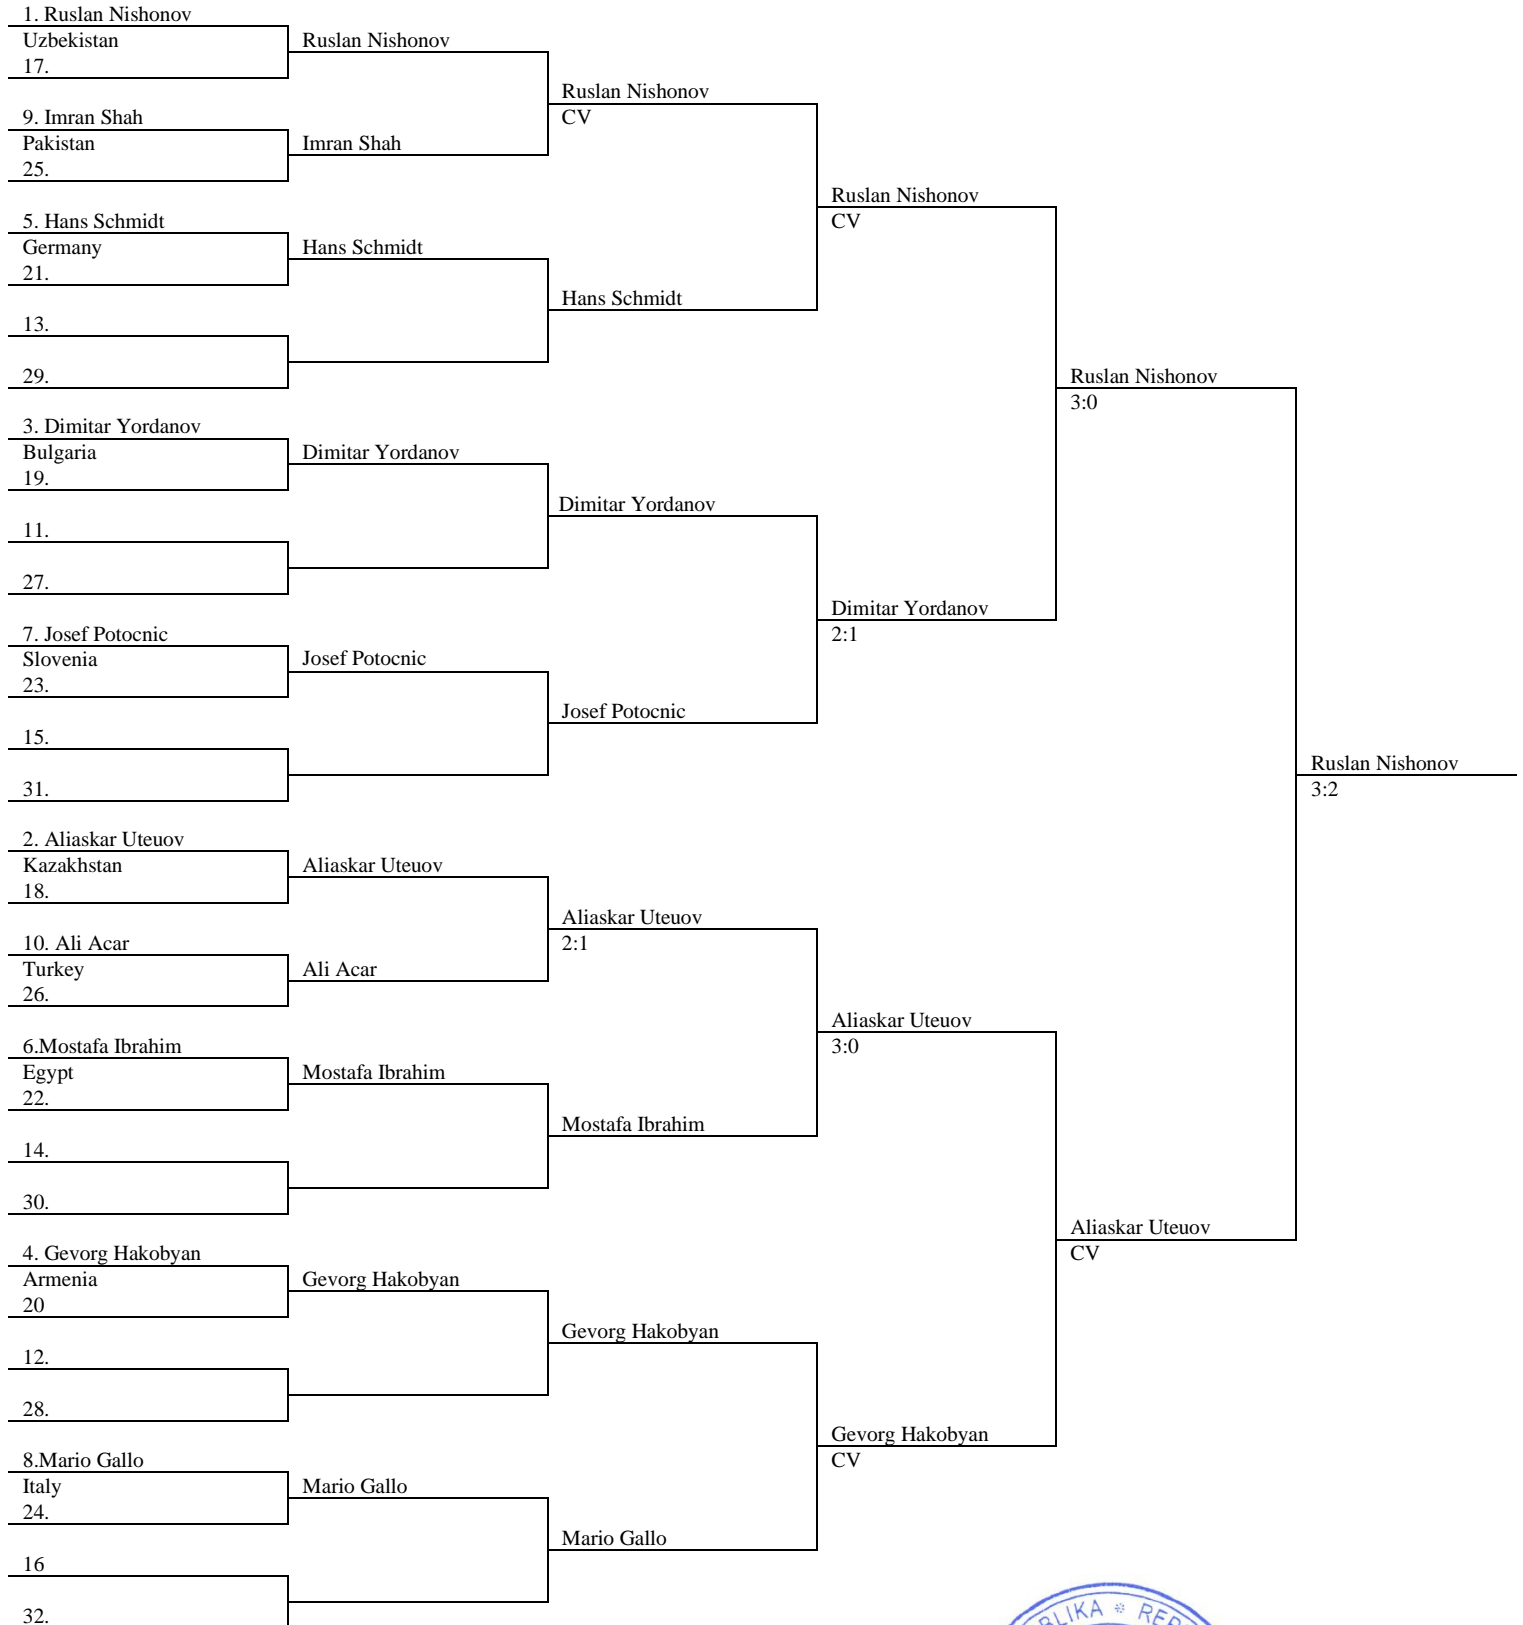 1. Ruslan Nishonov
Uzbekistan
Ruslan Nishonov
17.
Ruslan Nishonov
CV
9. Imran Shah
Pakistan
Imran Shah
25.
Ruslan Nishonov
CV
5. Hans Schmidt
Germany
Hans Schmidt
21.
Hans Schmidt
13.
29.
Ruslan Nishonov
3:0
3. Dimitar Yordanov
Bulgaria
Dimitar Yordanov
19.
Dimitar Yordanov
11.
27.
Dimitar Yordanov
2:1
7. Josef Potocnic
Slovenia
Josef Potocnic
23.
Josef Potocnic
15.
31.
Ruslan Nishonov
3:2
2. Aliaskar Uteuov
Kazakhstan
Aliaskar Uteuov
18.
Aliaskar Uteuov
2:1
10. Ali Acar
Turkey
Ali Acar
26.
Aliaskar Uteuov
3:0
6.Mostafa Ibrahim
Egypt
Mostafa Ibrahim
22.
Mostafa Ibrahim
14.
30.
Aliaskar Uteuov
CV
4. Gevorg Hakobyan
Armenia
Gevorg Hakobyan
20
Gevorg Hakobyan
12.
28.
Gevorg Hakobyan
CV
8.Mario Gallo
Italy
Mario Gallo
24.
Mario Gallo
16
32.